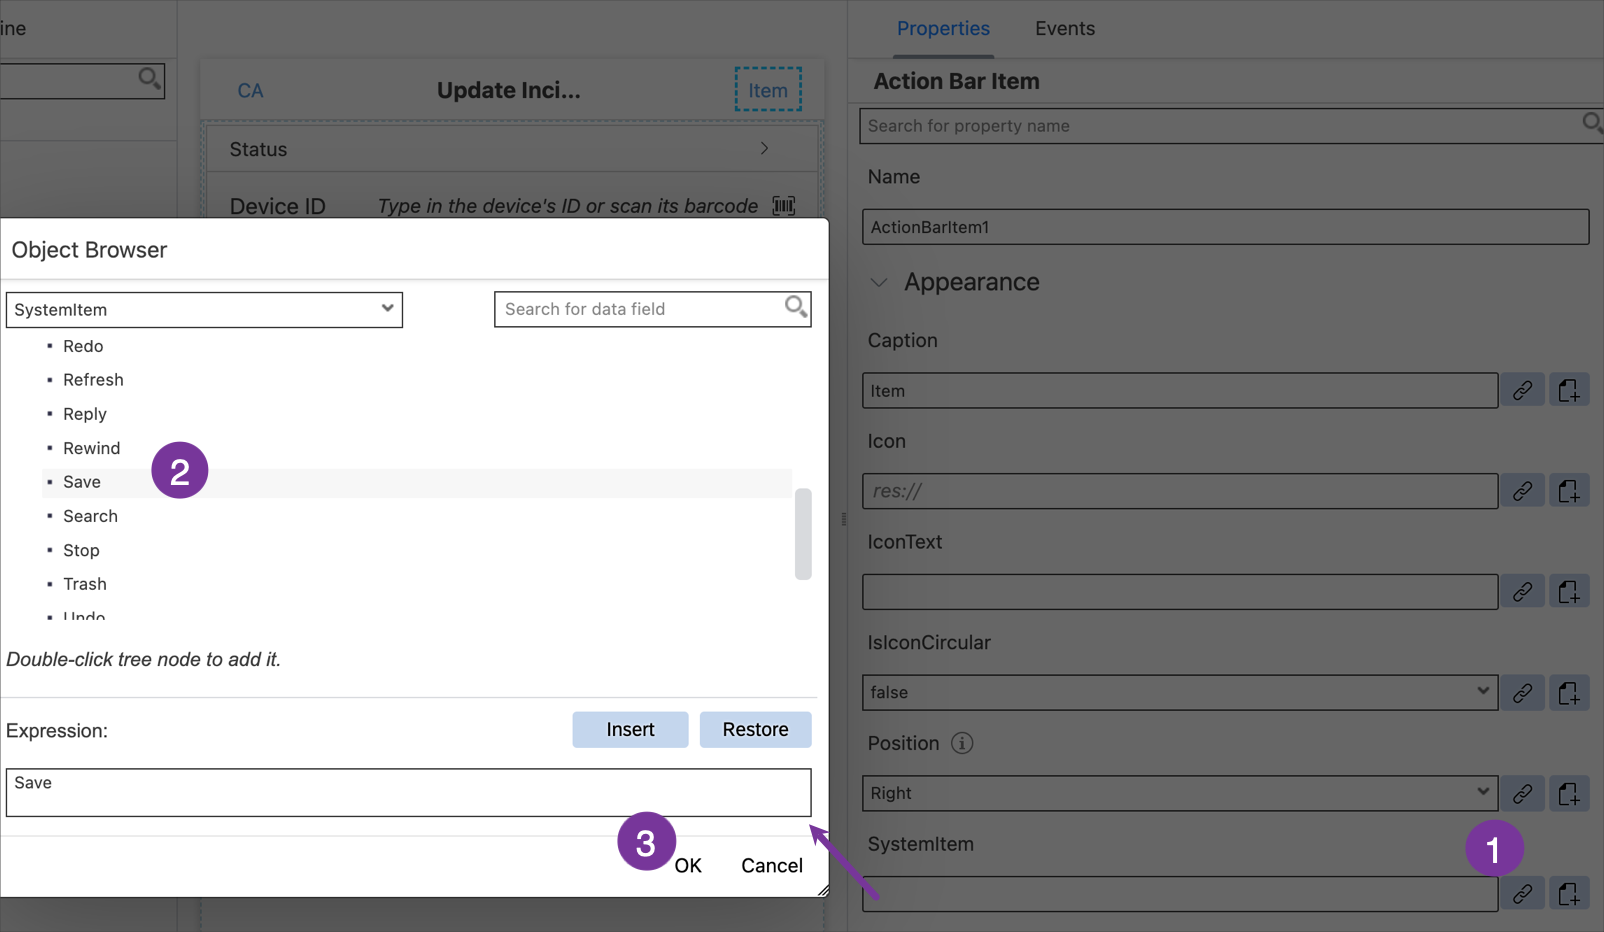 ine
CA
Update Inci...
Item
Status
Device ID
Type in the device's ID or scan its barcode
Object Browser
SystemItem
Search for data field
Redo
Refresh
Reply
Rewind
2
Save
Search
Stop
Trash
Undo
Double-click tree node to add it.
Expression:
Insert
Restore
Save
3
OK
Cancel
Properties
Events
Action Bar Item
Search for property name
Name
ActionBarItem1
Appearance
Caption
Item
Icon
res://
IconText
IsIconCircular
false
Position
Right
SystemItem
1